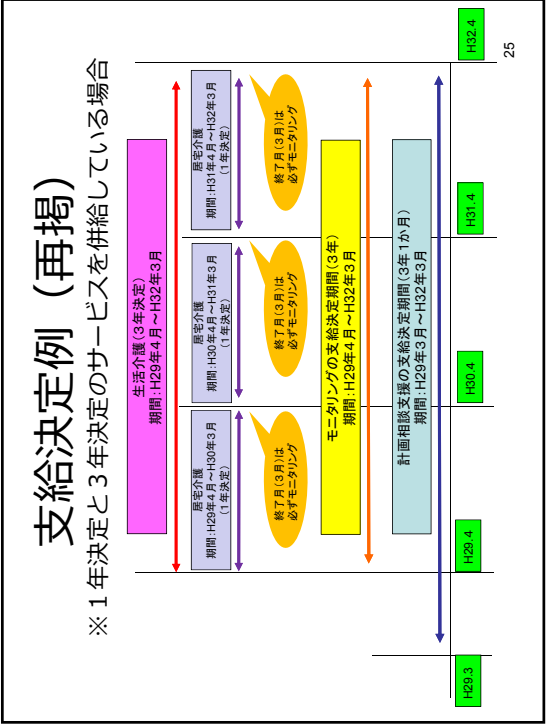 支給決定例（再掲）
※１年決定と３年決定のサービスを併給している場合
生活介護(3年決定)
期間:H29年4月～H32年3月
居宅介護
期間:H29年4月～H30年3月
(1年決定)
居宅介護
期間:H30年4月～H31年3月
(1年決定)
居宅介護
期間:H31年4月～H32年3月
(1年決定)
終了月(3月)は
必ずモニタリング
終了月(3月)は
必ずモニタリング
終了月(3月)は
必ずモニタリング
モニタリングの支給決定期間(3年)
期間:H29年4月～H32年3月
計画相談支援の支給決定期間(3年1か月)
期間:H29年3月～H32年3月
H29.3
H29.4
H30.4
H31.4
H32.4
25